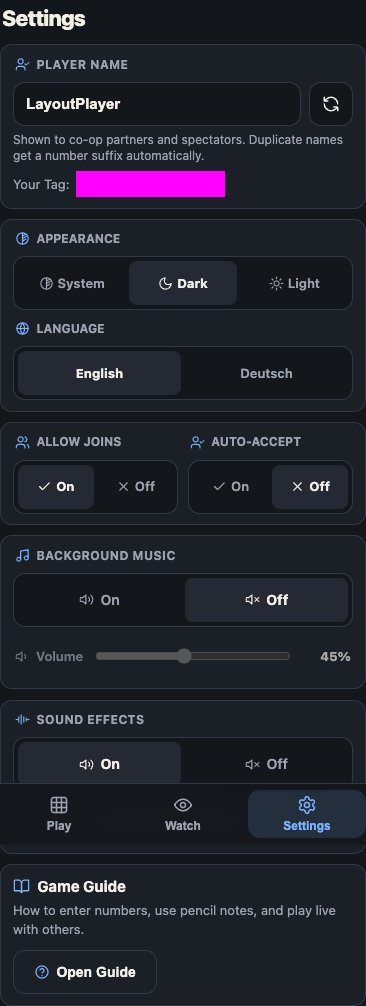 Settings
PLAYER NAME
LayoutPlayer
Shown to co-op partners and spectators. Duplicate names
get a number suffix automatically.
Your Tag:
APPEARANCE
System
Dark
Light
LANGUAGE
English
Deutsch
ALLOW JOINS
On
Off
AUTO-ACCEPT
On
Off
BACKGROUND MUSIC
On
Off
Volume
45%
SOUND EFFECTS
On
Off
Play
Watch
Settings
Game Guide
How to enter numbers, use pencil notes, and play live
with others.
Open Guide